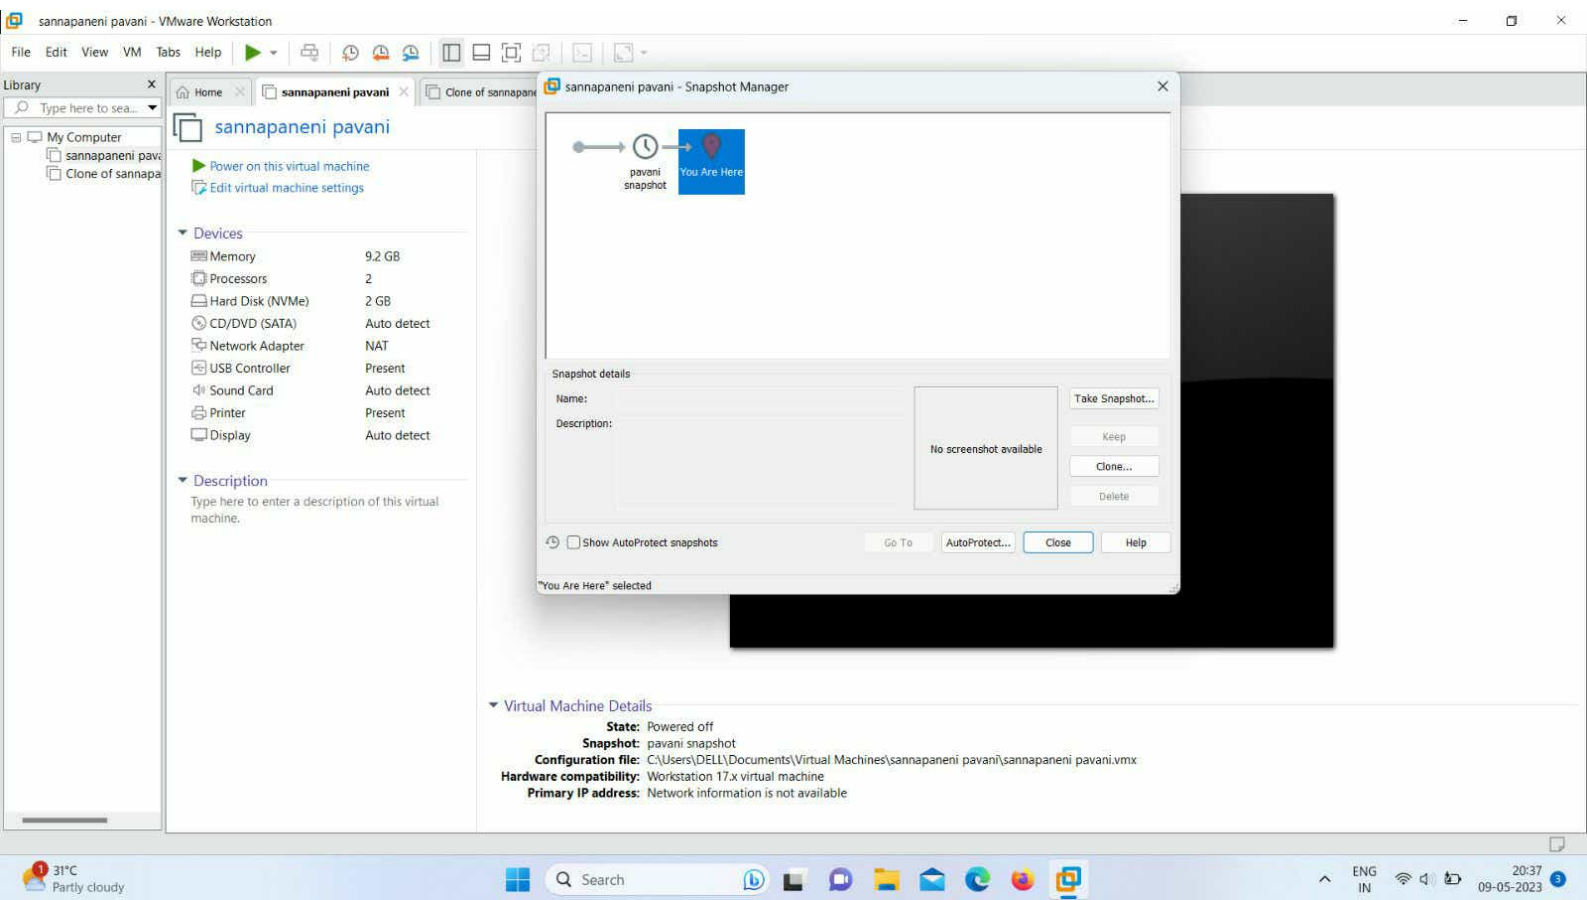 sannapaneni pavani - VMware Workstation
File Edit View VM Tabs Help
Library X
Type here to sea...
My Computer
sannapaneni pava
Clone of sannapa
Home
sannapaneni pavani
Clone of sannapane
sannapaneni pavani
Power on this virtual machine
Edit virtual machine settings
Devices
Memory 9.2 GB
Processors 2
Hard Disk (NVMe) 2 GB
CD/DVD (SATA) Auto detect
Network Adapter NAT
USB Controller Present
Sound Card Auto detect
Printer Present
Display Auto detect
Description
Type here to enter a description of this virtual
machine.
sannapaneni pavani - Snapshot Manager
pavani
snapshot
You Are Here
Snapshot details
Name:
Description:
No screenshot available
Take Snapshot...
Keep
Clone...
Delete
Show AutoProtect snapshots
Go To
AutoProtect...
Close
Help
"You Are Here" selected
Virtual Machine Details
State: Powered off
Snapshot: pavani snapshot
Configuration file: C:\Users\DELL\Documents\Virtual Machines\sannapaneni pavani\sannapaneni pavani.vmx
Hardware compatibility: Workstation 17.x virtual machine
Primary IP address: Network information is not available
1
31°C
Partly cloudy
Search
ENG
IN
20:37
09-05-2023
3